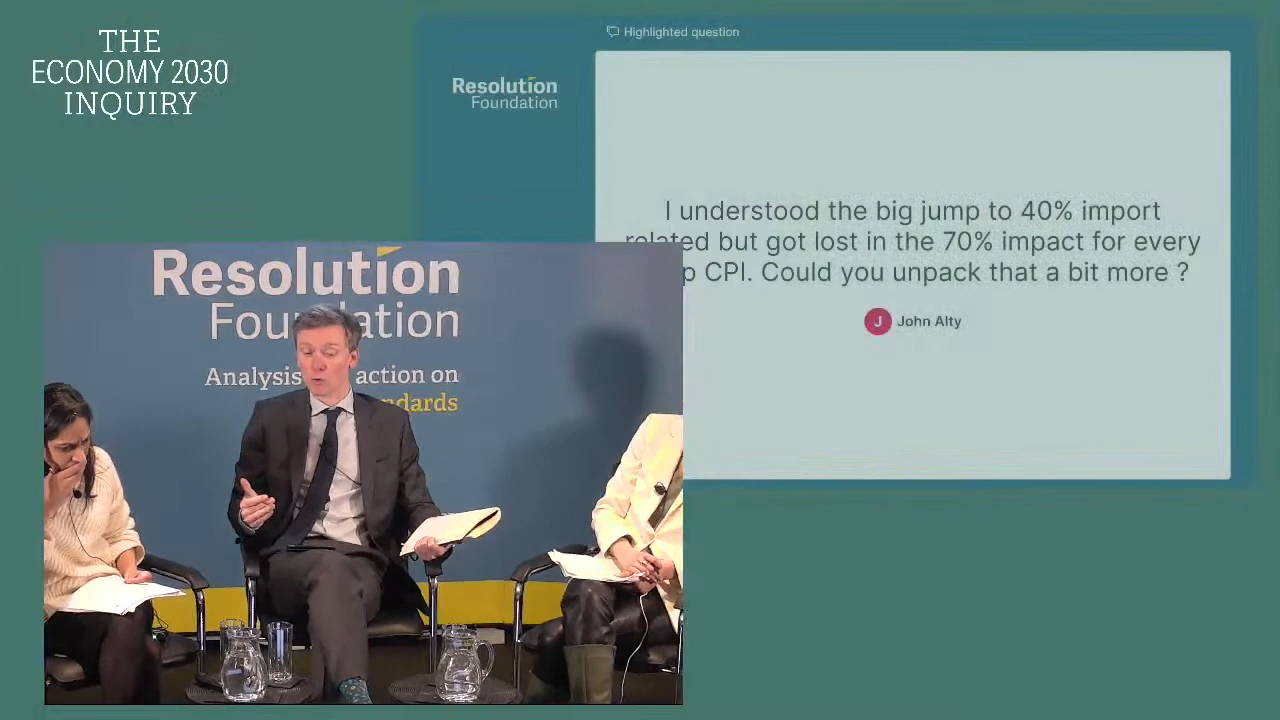 THE
ECONOMY 2030
INQUIRY
Highlighted question
Resolution
Foundation
I understood the big jump to 40% import
related but got lost in the 70% impact for every
CPI. Could you unpack that a bit more ?
J John Alty
Resolution
Foundation
Analysis action on